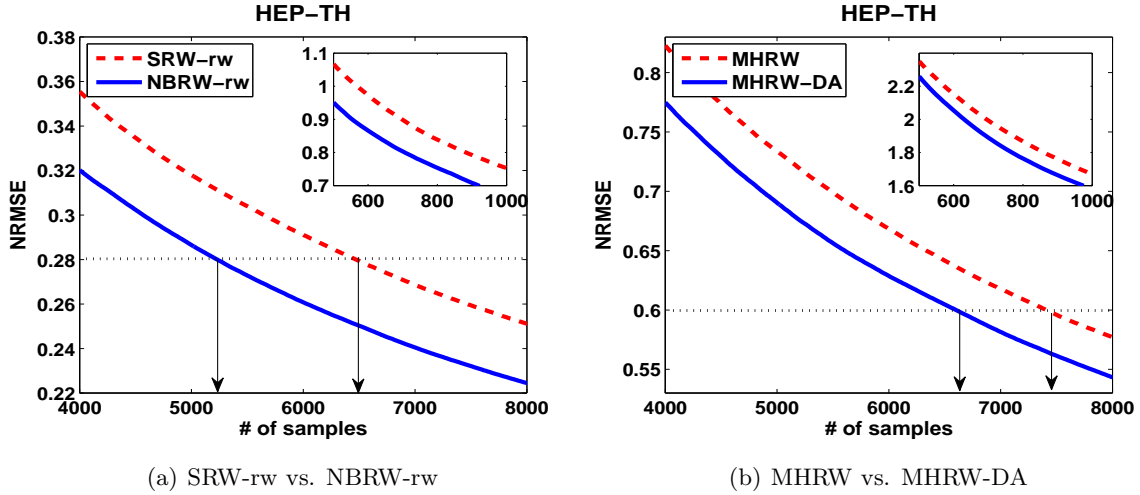 HEP−TH
NRMSE
0.38
0.36
0.34
0.32
0.3
0.28
0.26
0.24
0.22
SRW−rw
NBRW−rw
1.1
1
0.9
0.8
0.7
600 800 1000
4000 5000 6000 7000 8000
# of samples
(a) SRW-rw vs. NBRW-rw
HEP−TH
NRMSE
0.8
0.75
0.7
0.65
0.6
0.55
MHRW
MHRW−DA
2.2
2
1.8
1.6
600 800 1000
4000 5000 6000 7000 8000
# of samples
(b) MHRW vs. MHRW-DA